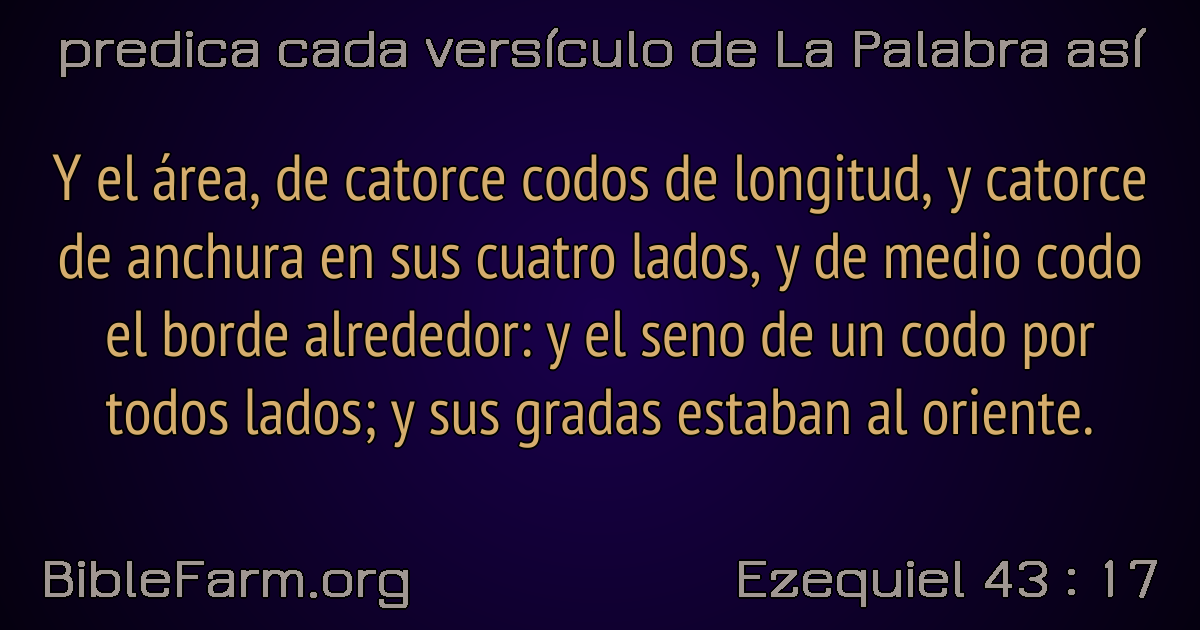 predica cada versículo de La Palabra así
Y el área, de catorce codos de longitud, y catorce
de anchura en sus cuatro lados, y de medio codo
el borde alrededor: y el seno de un codo por
todos lados; y sus gradas estaban al oriente.
BibleFarm.org
Ezequiel 43 : 17